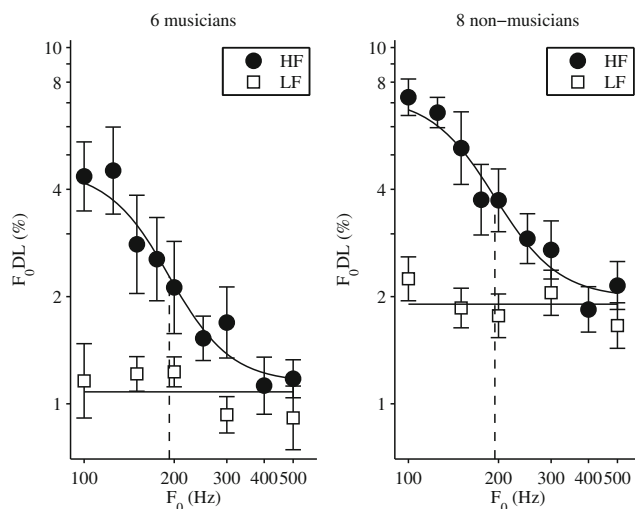 6 musicians
HF
LF
F0DL (%)
10
8
4
2
1
100 200 300 400 500
F0 (Hz)
8 non-musicians
HF
LF
F0DL (%)
10
8
4
2
1
100 200 300 400 500
F0 (Hz)